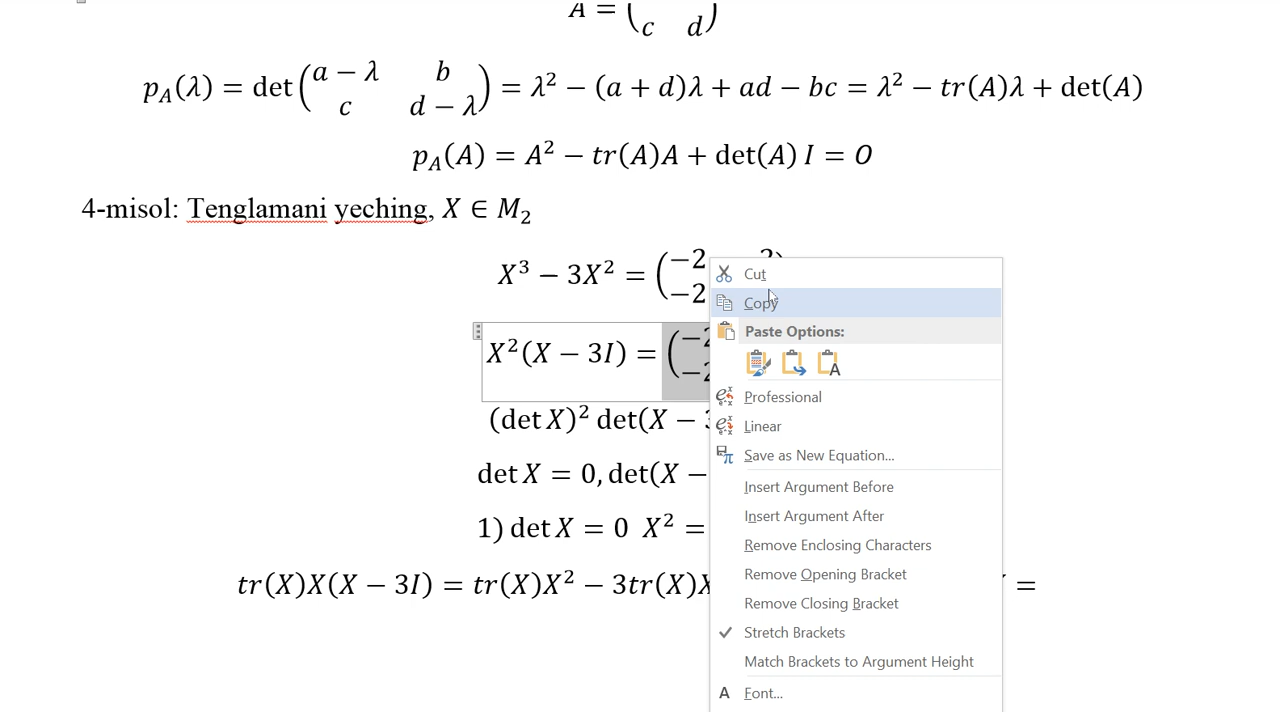 A = (c d)
p_A(λ) = det (a − λ b c d − λ) = λ² − (a + d)λ + ad − bc = λ² − tr(A)λ + det(A)
p_A(A) = A² − tr(A)A + det(A) I = O
4-misol: Tenglamani yeching, X ∈ M₂
X³ − 3X² = (−2 −2
X²(X − 3I) =
(det X)² det(X −
det X = 0, det(X −
1) det X = 0 X² =
tr(X)X(X − 3I) = tr(X)X² − 3tr(X)X =
Cut
Copy
Paste Options:
Professional
Linear
Save as New Equation...
Insert Argument Before
Insert Argument After
Remove Enclosing Characters
Remove Opening Bracket
Remove Closing Bracket
Stretch Brackets
Match Brackets to Argument Height
Font...